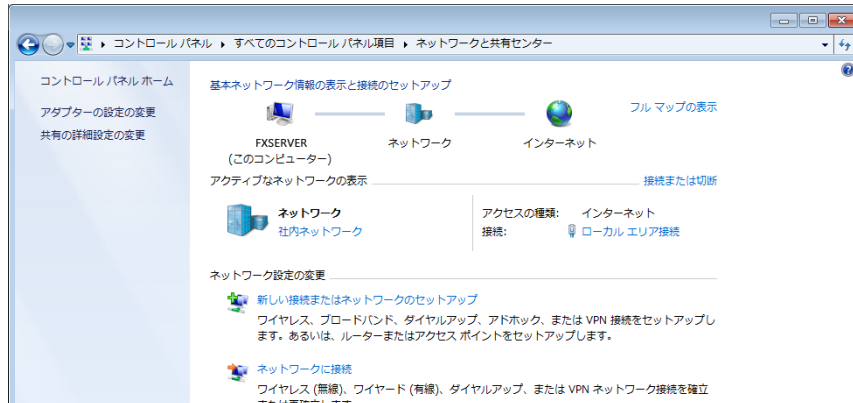 コントロール パネル ▸ すべてのコントロール パネル項目 ▸ ネットワークと共有センター
コントロール パネル ホーム
アダプターの設定の変更
共有の詳細設定の変更
基本ネットワーク情報の表示と接続のセットアップ
フル マップの表示
FXSERVER
(このコンピューター)
ネットワーク
インターネット
アクティブなネットワークの表示
接続または切断
ネットワーク
社内ネットワーク
アクセスの種類: インターネット
接続: ローカル エリア接続
ネットワーク設定の変更
新しい接続またはネットワークのセットアップ
ワイヤレス、ブロードバンド、ダイヤルアップ、アドホック、または VPN 接続をセットアップし
ます。あるいは、ルーターまたはアクセス ポイントをセットアップします。
ネットワークに接続
ワイヤレス (無線)、ワイヤード (有線)、ダイヤルアップ、または VPN ネットワーク接続を確立
または再確立します。